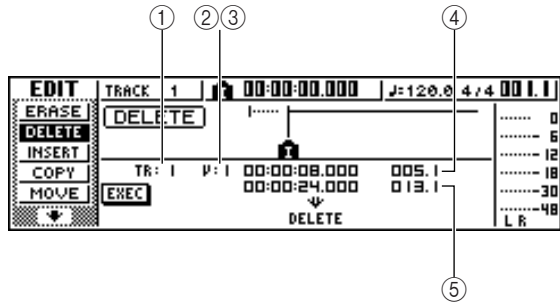 ① ② ③ ④
EDIT TRACK 1 00:00:00.000 ♩=120.0 4/4 001.1
ERASE DELETE 0
DELETE 6
INSERT 12
COPY TR: 1 V:1 00:00:08.000 005.1 18
MOVE EXEC 00:00:24.000 013.1 30
48
DELETE L R
⑤